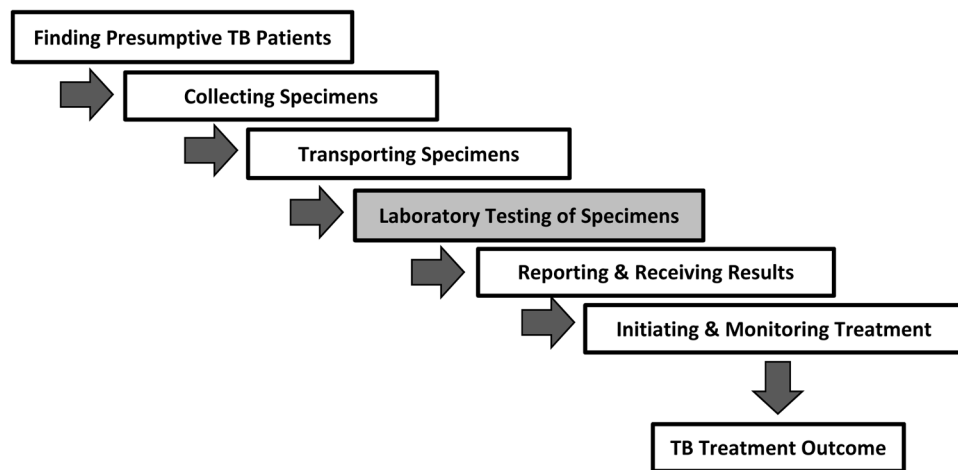 Finding Presumptive TB Patients
Collecting Specimens
Transporting Specimens
Laboratory Testing of Specimens
Reporting & Receiving Results
Initiating & Monitoring Treatment
TB Treatment Outcome